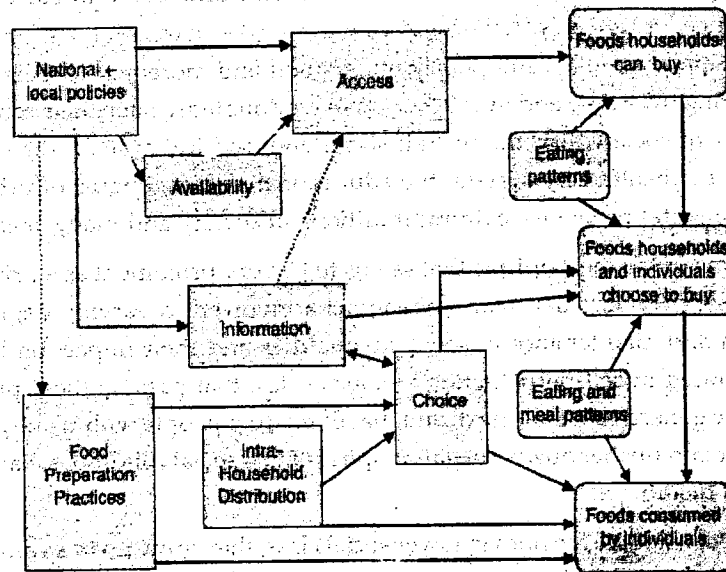 National +
local policies
Access
Foods households
can buy
Availability
Eating
patterns
Foods households
and individuals
choose to buy
Information
Choice
Eating and
meal patterns
Food
Preparation
Practices
Intra-
Household
Distribution
Foods consumed
by individuals